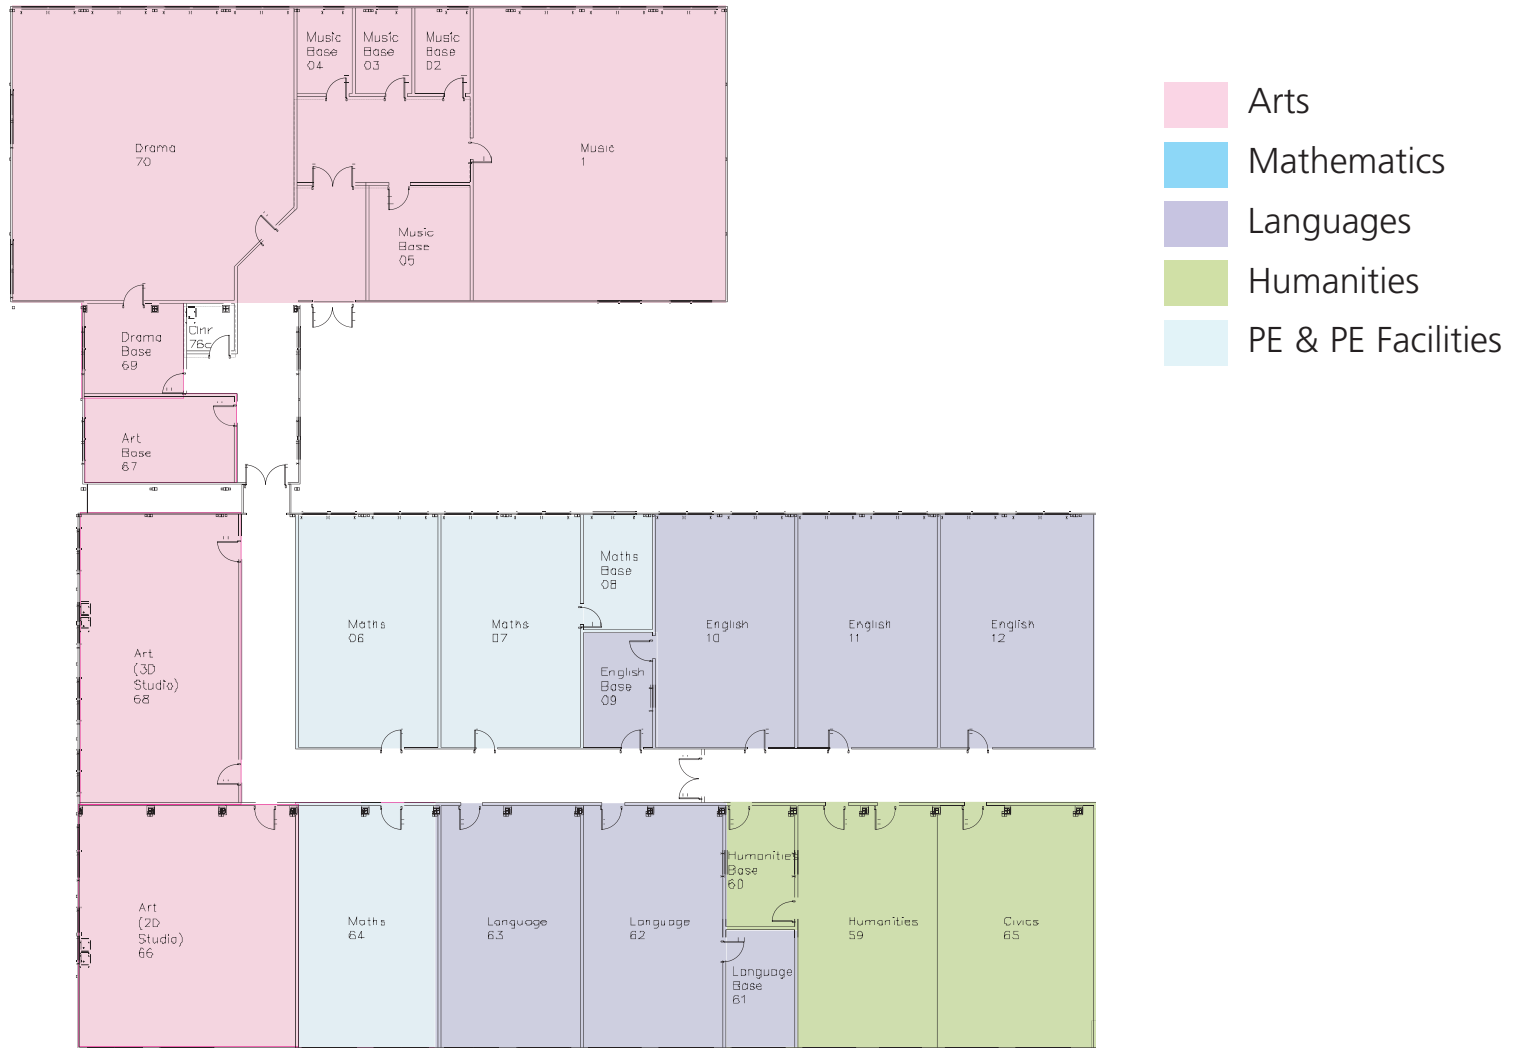 Music
Base
04
Music
Base
03
Music
Base
02
Drama
70
Music
1
Music
Base
05
Drama
Base
69
Clnr
76c
Art
Base
67
Art
(3D
Studio)
68
Maths
06
Maths
07
Maths
Base
08
English
Base
09
English
10
English
11
English
12
Art
(2D
Studio)
66
Maths
64
Language
63
Language
62
Humanities
Base
60
Language
Base
61
Humanities
59
Civics
65
Arts
Mathematics
Languages
Humanities
PE & PE Facilities